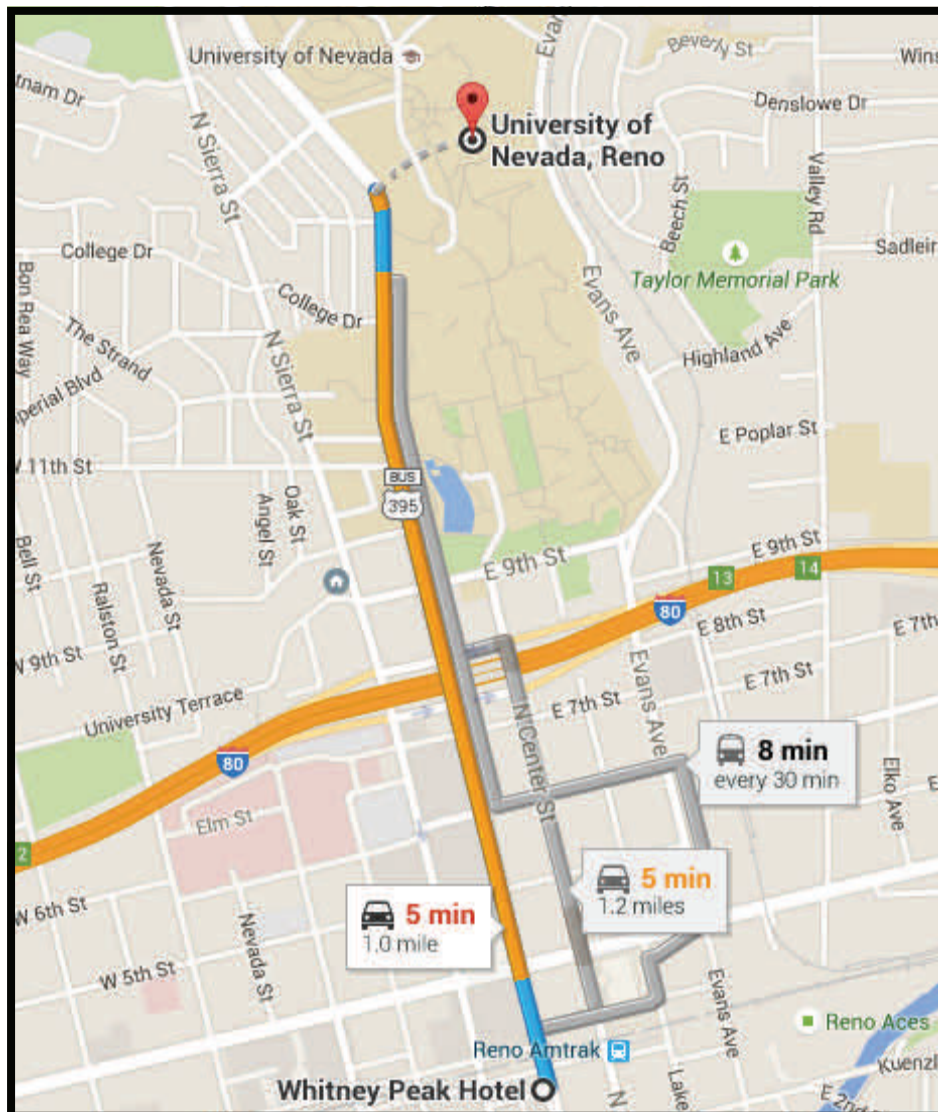 University of Nevada
Evan
Beverly St
Wins
tnam Dr
Denslowe Dr
University of
Nevada, Reno
N Sierra St
Valley Rd
Beech St
College Dr
Sadleir
Taylor Memorial Park
Bon Rea Way
Evans Ave
College Dr
The Strand
N Sierra St
Highland Ave
perial Blvd
E Poplar St
W 11th St
BUS
395
Oak St
Angel St
E 9th St
E 9th St
Bell St
Nevada St
Ralston St
13
14
80
E 8th St
E 7th
W 9th St
Evans Ave
E 7th St
University Terrace
E 7th St
N Center St
80
8 min
every 30 min
Elko Ave
E
Elm St
2
5 min
1.2 miles
W 6th St
5 min
1.0 mile
Nevada St
W 5th St
Evans Ave
Reno Aces
Reno Amtrak
Kuenzl
Whitney Peak Hotel
N
Lake
E 2nd